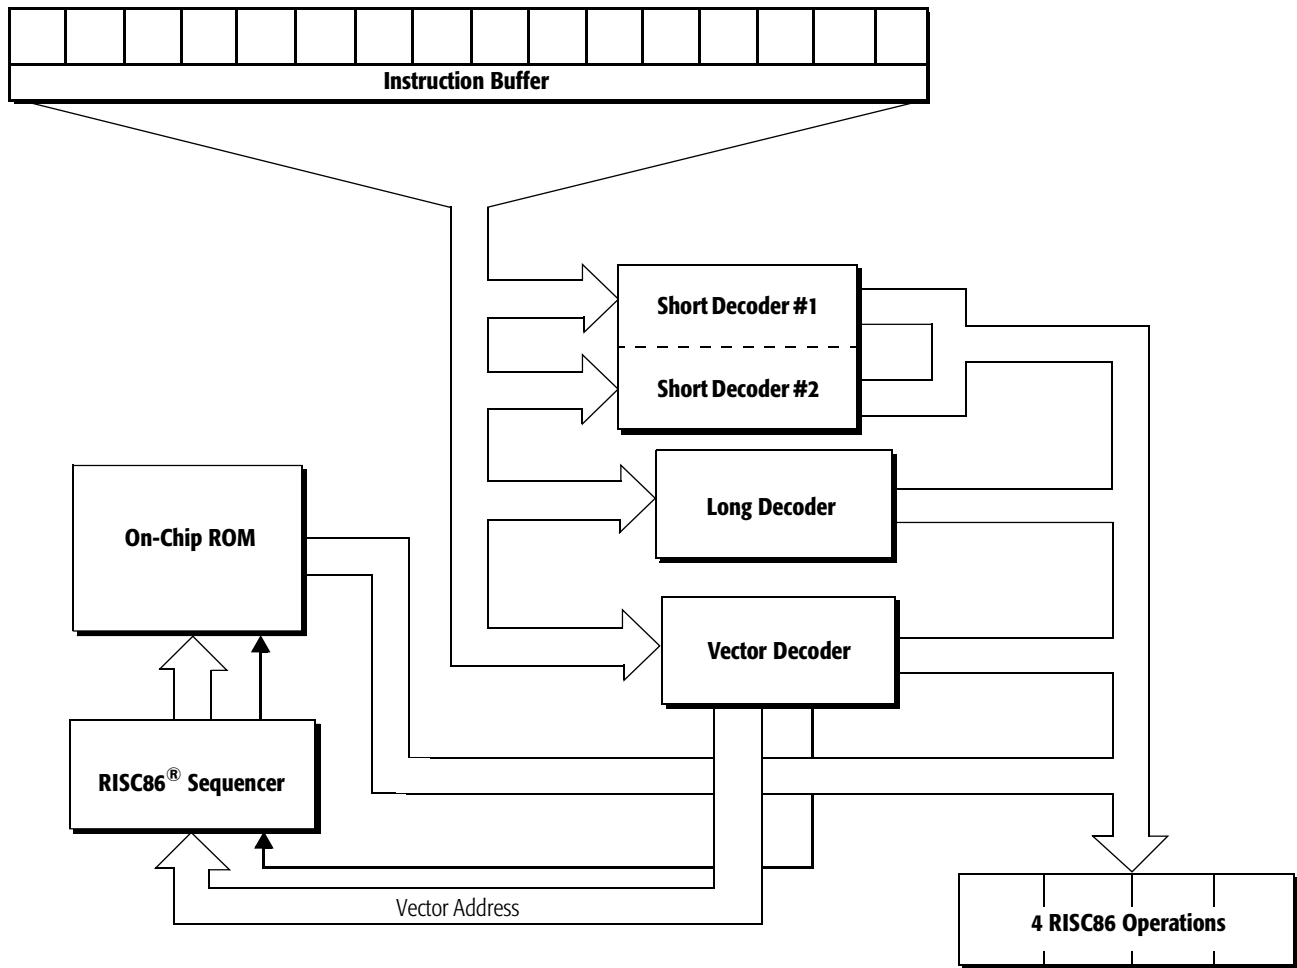 Instruction Buffer
Short Decoder #1
Short Decoder #2
Long Decoder
On-Chip ROM
Vector Decoder
RISC86® Sequencer
Vector Address
4 RISC86 Operations